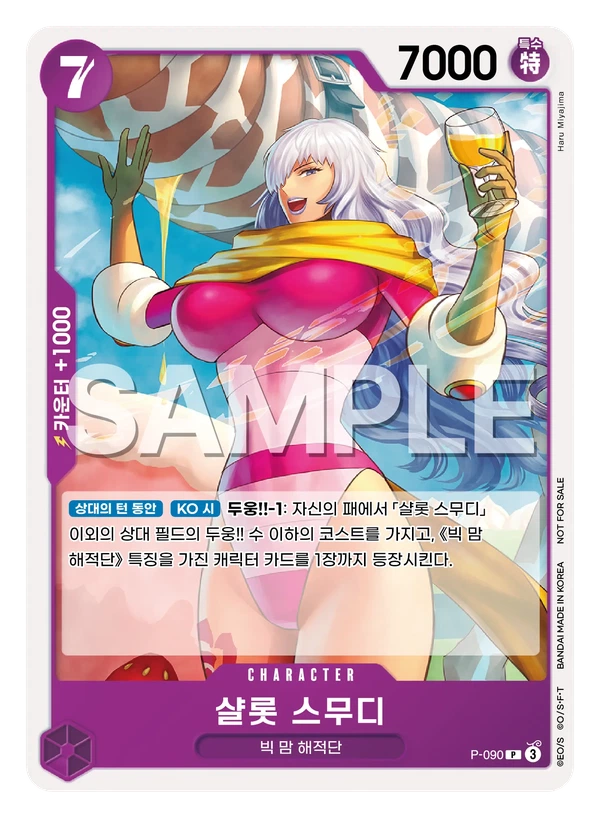 7
7000
특수
特
Haru Miyajima
카운터 +1000
SAMPLE
상대의 턴 동안 KO 시 두웅!!-1: 자신의 패에서 「샬롯 스무디」
이외의 상대 필드의 두웅!! 수 이하의 코스트를 가지고, 《빅 맘
해적단》 특징을 가진 캐릭터 카드를 1장까지 등장시킨다.
CHARACTER
샬롯 스무디
빅 맘 해적단
P-090 P 3
©EO/S ©O/S·F·T BANDAI MADE IN KOREA NOT FOR SALE